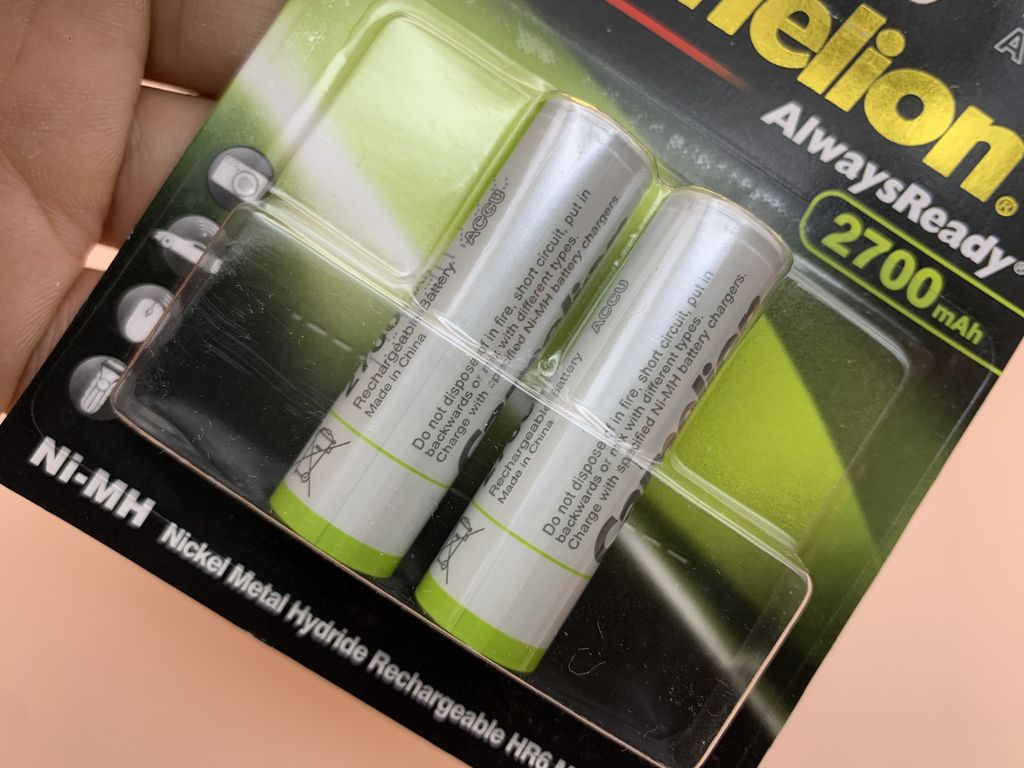 nelion®
AlwaysReady®
2700 mAh
ACCU
Rechargeable Battery.
Made in China
Do not dispose of in fire, short circuit, put in
backwards or mix with different types.
Charge with specified Ni-MH battery chargers.
ACCU
Rechargeable Battery
Made in China
Do not dispose of in fire, short circuit, put in
backwards or mix with different types.
Charge with specified Ni-MH battery chargers.
Ni-MH Nickel Metal Hydride Rechargeable HR6